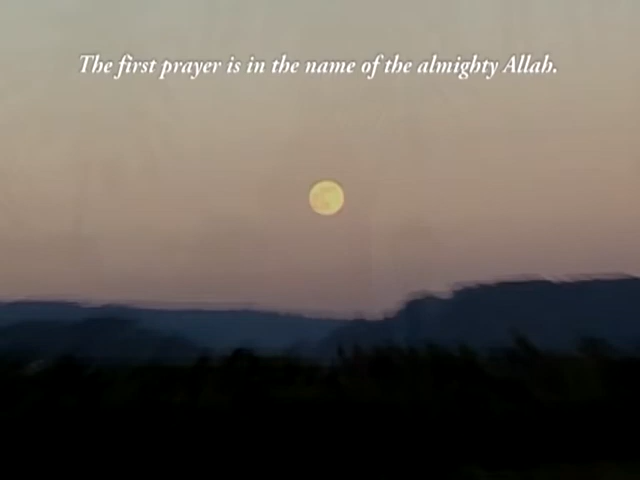 The first prayer is in the name of the almighty Allah.